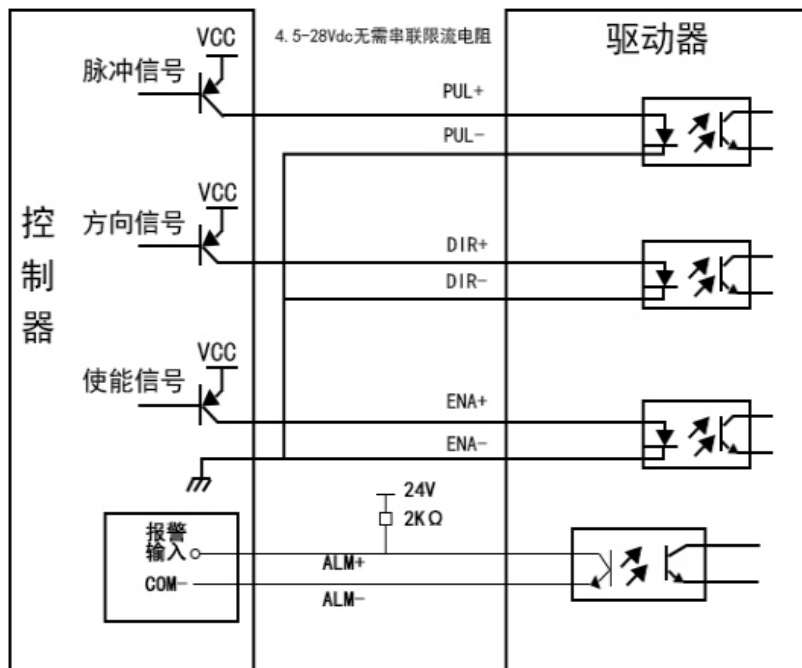 4.5-28Vdc无需串联限流电阻
驱动器
VCC
脉冲信号
PUL+
PUL-
VCC
方向信号
DIR+
DIR-
控制器
VCC
使能信号
ENA+
ENA-
24V
2KΩ
报警
输入
ALM+
COM-
ALM-